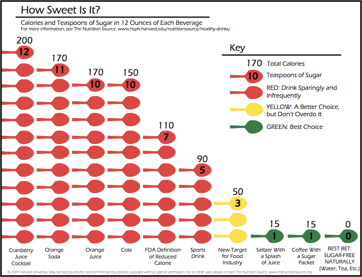 How Sweet Is It?
Calories and Teaspoons of Sugar in 12 Ounces of Each Beverage
For more information, see The Nutrition Source, www.hsph.harvard.edu/nutritionsource/healthy-drinks/
Key
170 Total Calories
10 Teaspoons of Sugar
RED: Drink Sparingly and
Infrequently
YELLOW: A Better Choice,
but Don't Overdo It
GREEN: Best Choice
200
12
170
11
170
10
150
10
110
7
90
5
50
3
15
1
15
1
0
0
Cranberry
Juice
Cocktail
Orange
Soda
Orange
Juice
Cola
FDA Definition
of Reduced
Calorie
Sports
Drink
New Target
for Food
Industry
Seltzer With
a Splash
of Juice
Coffee With
a Sugar
Packet
BEST BET:
SUGAR-FREE
NATURALLY
(Water, Tea, Etc.)